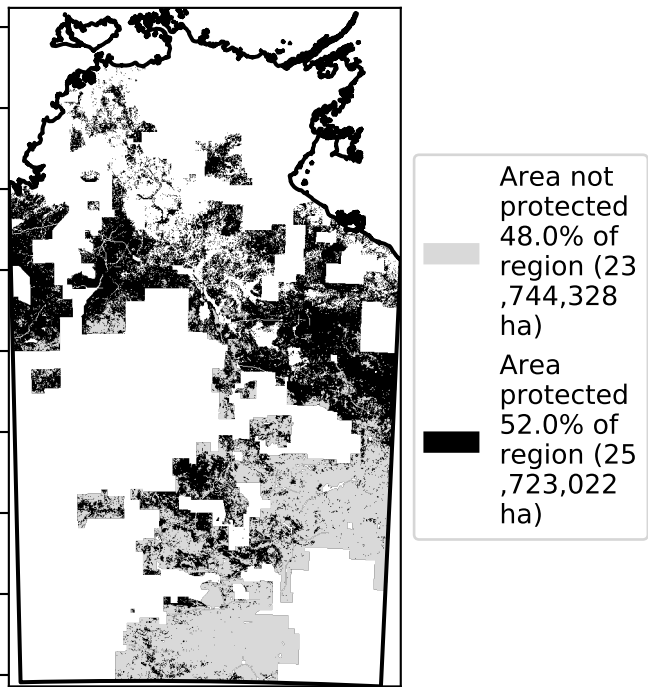 Area not
protected
48.0% of
region (23
,744,328
ha)
Area
protected
52.0% of
region (25
,723,022
ha)